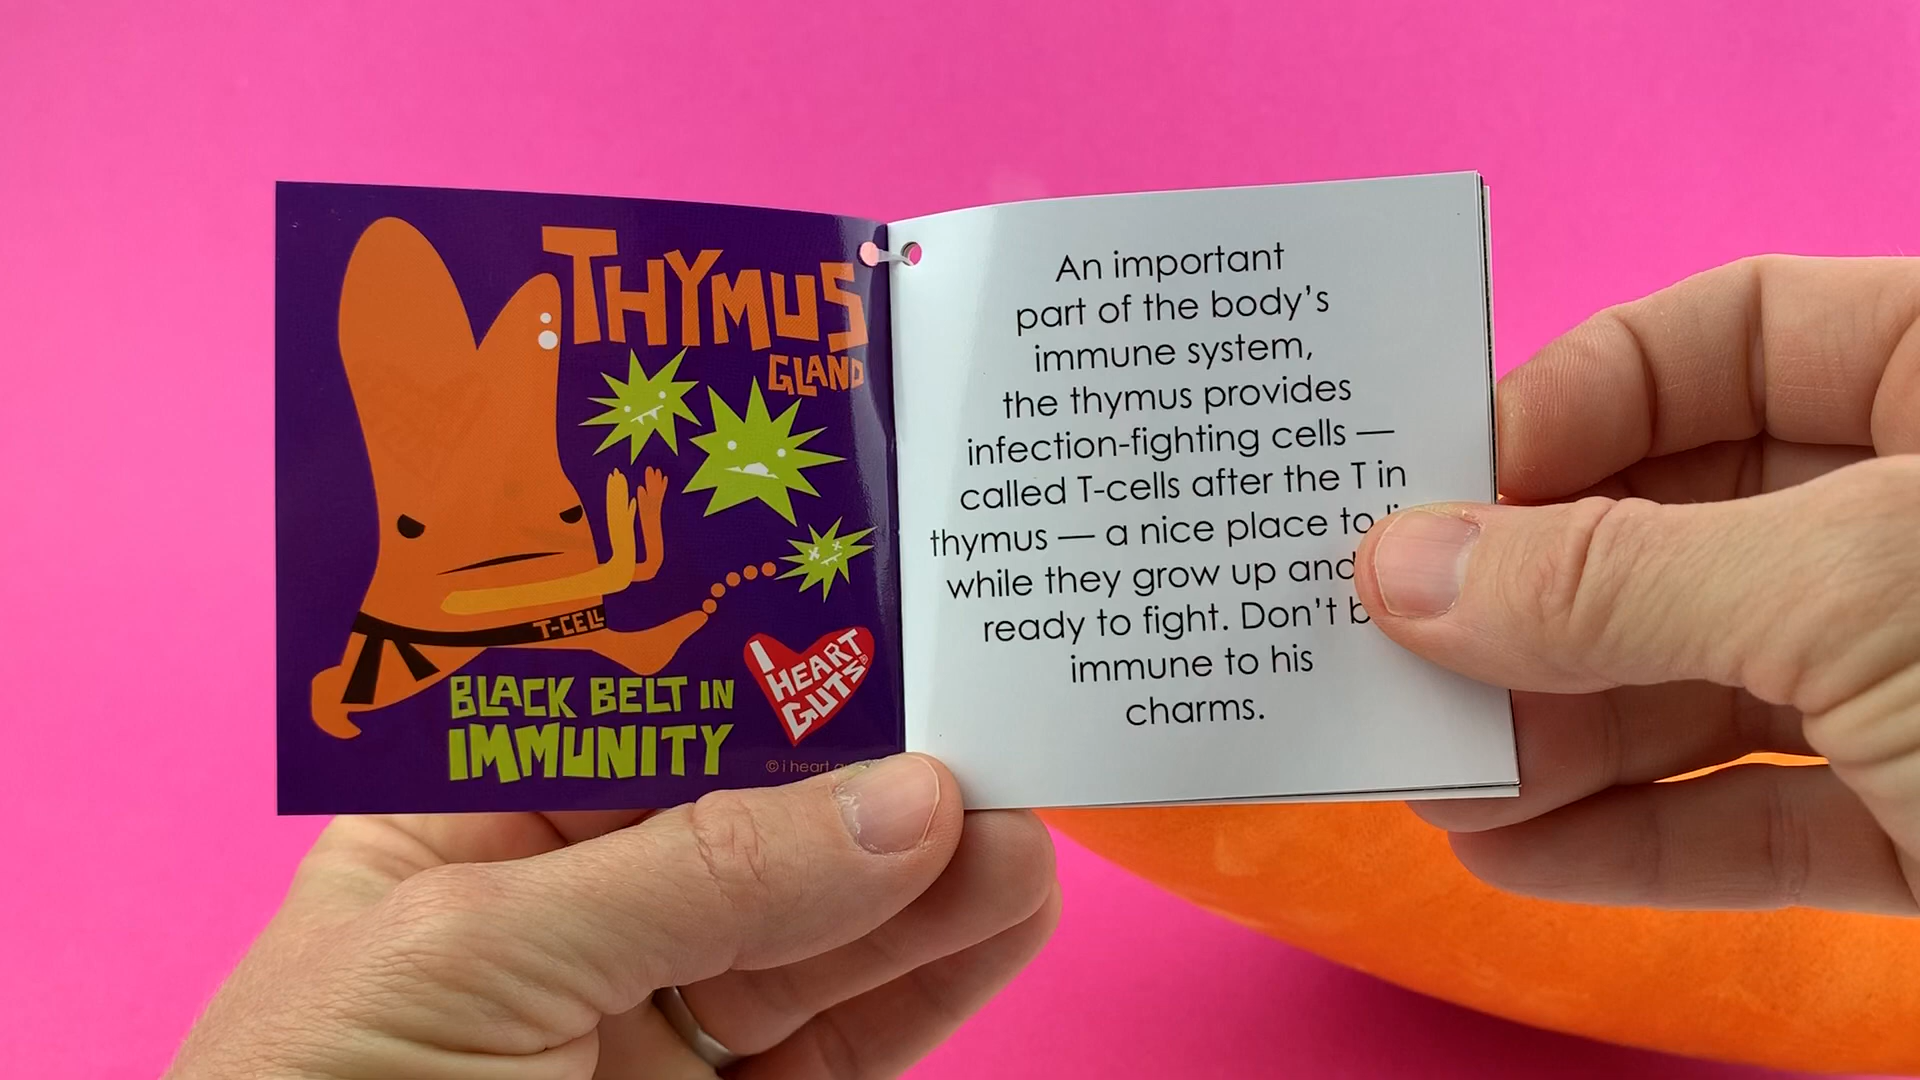 THYMUS
GLAND
T-CELL
BLACK BELT IN
IMMUNITY
I
HEART
GUTS®
© i heart
An important
part of the body's
immune system,
the thymus provides
infection-fighting cells —
called T-cells after the T in
thymus — a nice place to
while they grow up and
ready to fight. Don't
immune to his
charms.